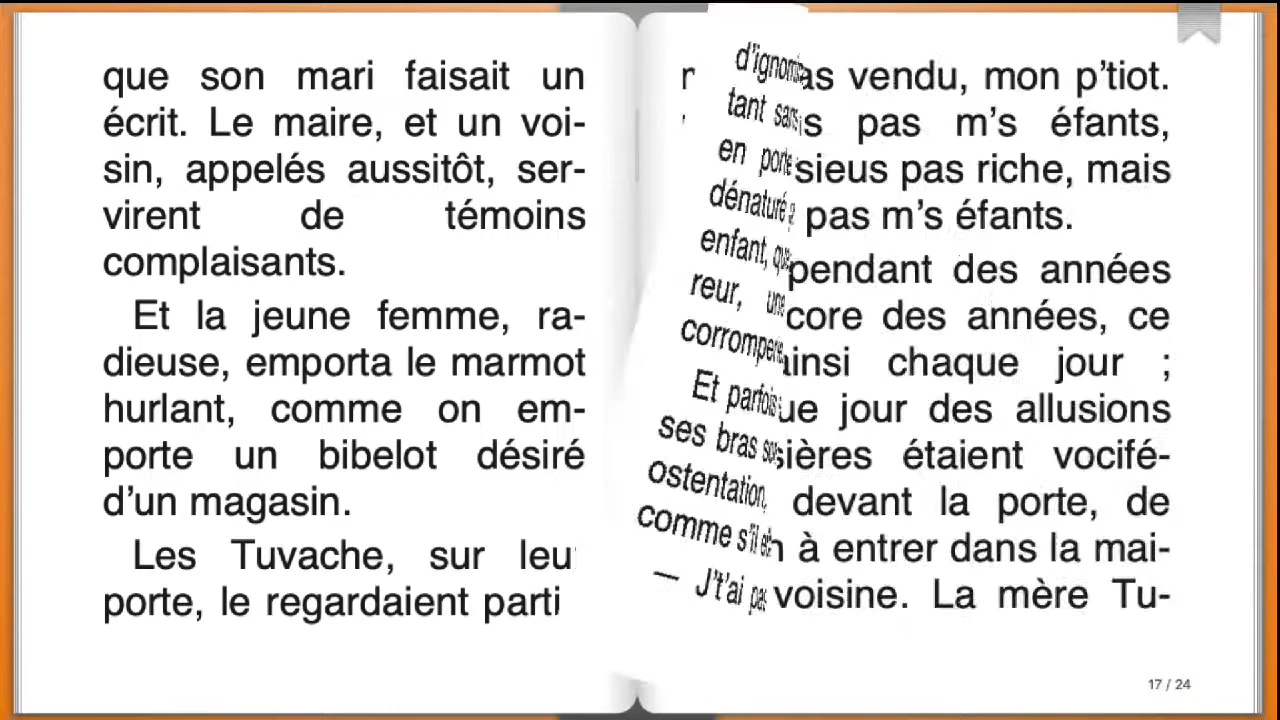 que son mari faisait un
écrit. Le maire, et un voi-
sin, appelés aussitôt, ser-
virent de témoins
complaisants.
Et la jeune femme, ra-
dieuse, emporta le marmot
hurlant, comme on em-
porte un bibelot désiré
d’un magasin.
Les Tuvache, sur leu
porte, le regardaient parti
tant sans
en porte
dénaturé
enfant,
reur, une
Et parfois
ses bras
ostentation,
comme s'il
— J't'ai pas
vendu, mon p'tiot.
pas m's éfants,
sieus pas riche, mais
pas m's éfants.
pendant des années
core des années, ce
ainsi chaque jour ;
ue jour des allusions
sières étaient vocifé-
devant la porte, de
à entrer dans la mai-
voisine. La mère Tu-
17 / 24